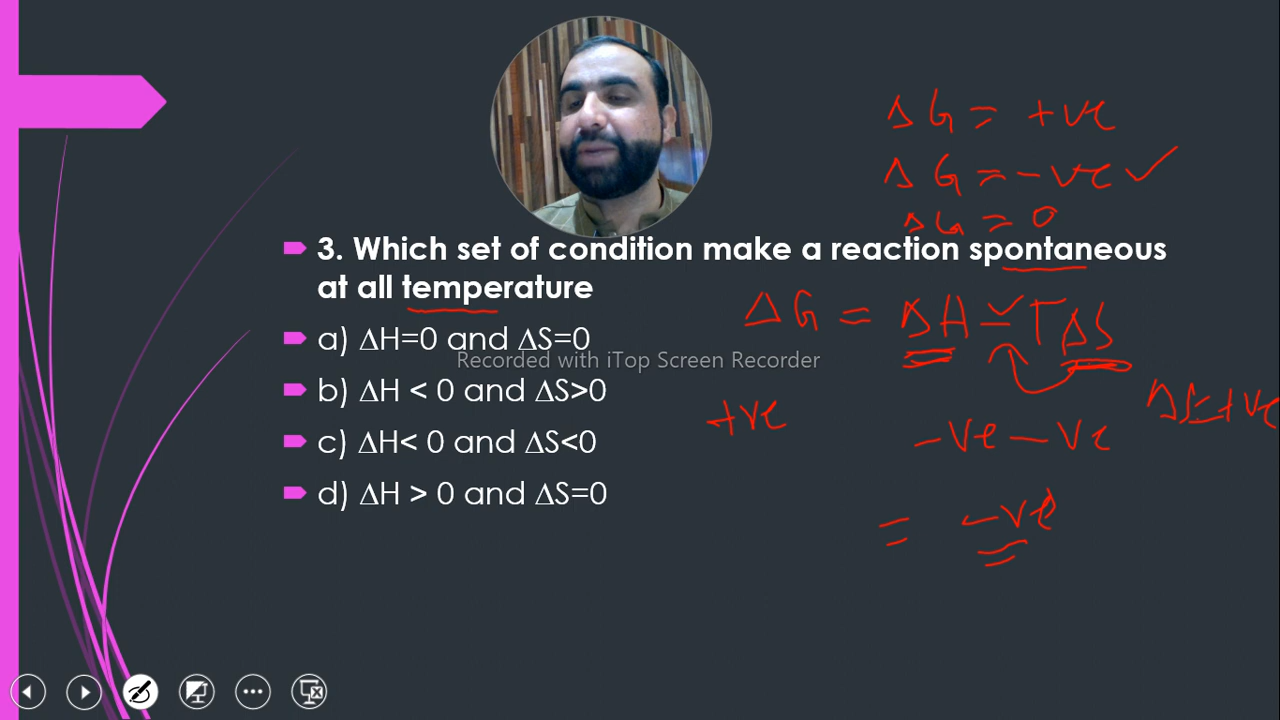 ΔG = +ve
ΔG = -ve ✓
ΔG = 0
3. Which set of condition make a reaction spontaneous
at all temperature
ΔG = ΔH - TΔS
a) ΔH=0 and ΔS=0
Recorded with iTop Screen Recorder
b) ΔH < 0 and ΔS>0
ΔS=+ve
+ve
-ve - ve
c) ΔH< 0 and ΔS<0
d) ΔH > 0 and ΔS=0
= -ve